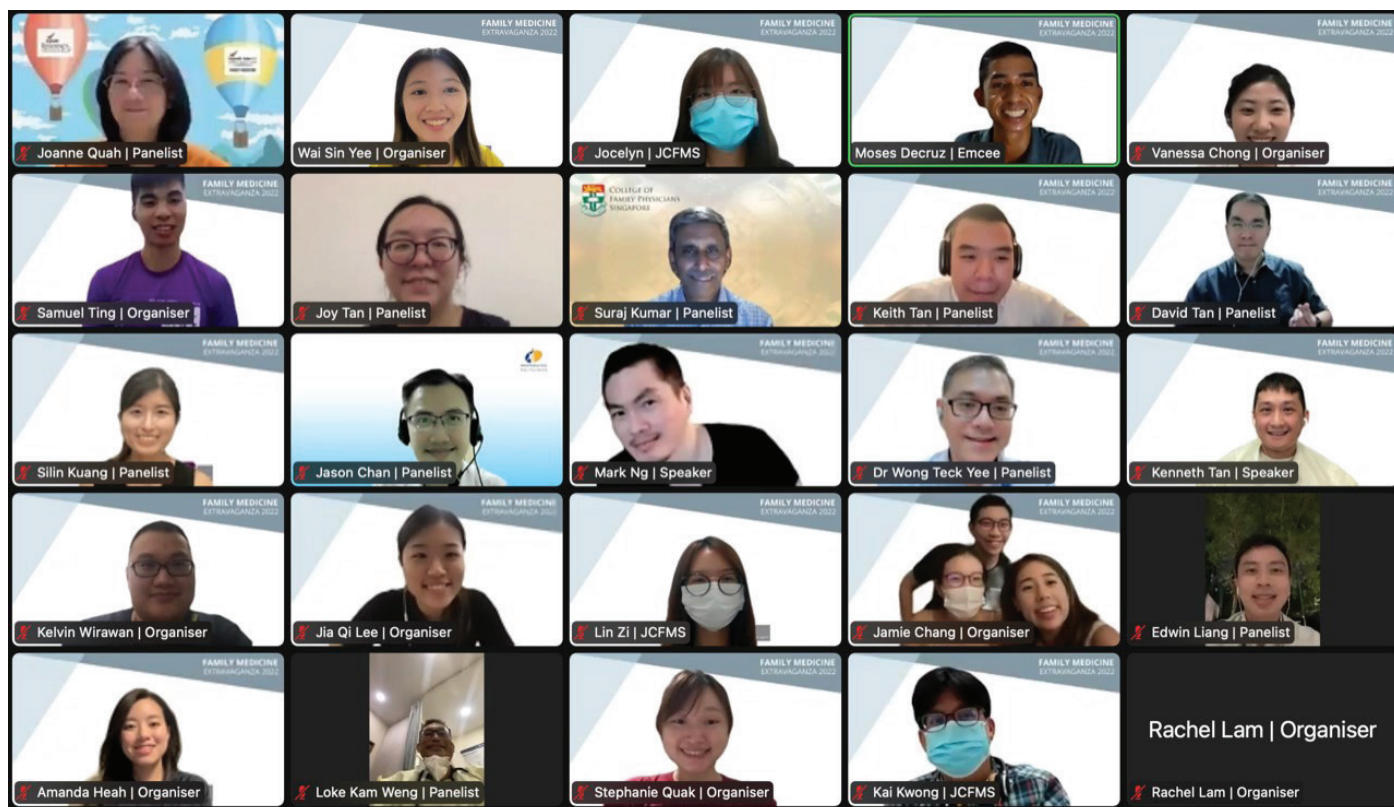 FAMILY MEDICINE
EXTRAVAGANZA 2022
FAMILY MEDICINE
EXTRAVAGANZA 2022
FAMILY MEDICINE
EXTRAVAGANZA 2022
FAMILY MEDICINE
EXTRAVAGANZA 2022
Joanne Quah | Panelist
Wai Sin Yee | Organiser
Jocelyn | JCFMS
Moses Decruz | Emcee
Vanessa Chong | Organiser
FAMILY MEDICINE
EXTRAVAGANZA 2022
COLLEGE OF
FAMILY PHYSICIANS
SINGAPORE
FAMILY MEDICINE
EXTRAVAGANZA 2022
FAMILY MEDICINE
EXTRAVAGANZA 2022
Samuel Ting | Organiser
Joy Tan | Panelist
Suraj Kumar | Panelist
Keith Tan | Panelist
David Tan | Panelist
FAMILY MEDICINE
EXTRAVAGANZA 2022
FAMILY MEDICINE
EXTRAVAGANZA 2022
FAMILY MEDICINE
EXTRAVAGANZA 2022
FAMILY MEDICINE
EXTRAVAGANZA 2022
Silin Kuang | Panelist
Jason Chan | Panelist
Mark Ng | Speaker
Dr Wong Teck Yee | Panelist
Kenneth Tan | Speaker
FAMILY MEDICINE
EXTRAVAGANZA 2022
FAMILY MEDICINE
EXTRAVAGANZA 2022
FAMILY MEDICINE
EXTRAVAGANZA 2022
FAMILY MEDICINE
EXTRAVAGANZA 2022
Kelvin Wirawan | Organiser
Jia Qi Lee | Organiser
Lin Zi | JCFMS
Jamie Chang | Organiser
Edwin Liang | Panelist
FAMILY MEDICINE
EXTRAVAGANZA 2022
FAMILY MEDICINE
EXTRAVAGANZA 2022
FAMILY MEDICINE
EXTRAVAGANZA 2022
Rachel Lam | Organiser
Amanda Heah | Organiser
Loke Kam Weng | Panelist
Stephanie Quak | Organiser
Kai Kwong | JCFMS
Rachel Lam | Organiser